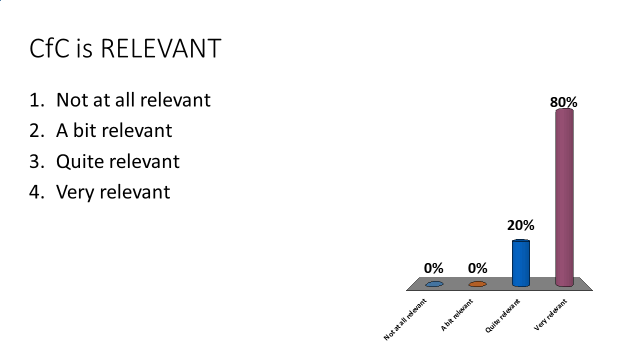 CfC is RELEVANT
1. Not at all relevant
2. A bit relevant
3. Quite relevant
4. Very relevant
80%
20%
0%
0%
Not at all relevant
A bit relevant
Quite relevant
Very relevant